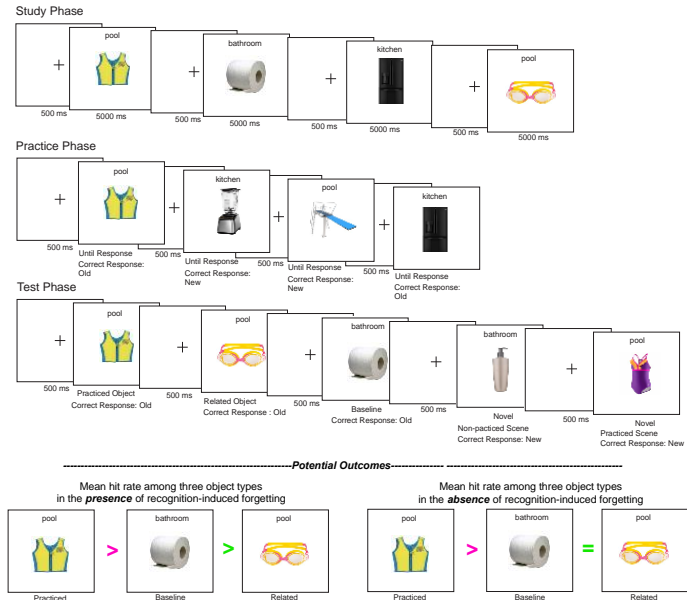 Study Phase
pool
bathroom
kitchen
pool
500 ms
5000 ms
500 ms
5000 ms
500 ms
5000 ms
500 ms
5000 ms
Practice Phase
pool
kitchen
pool
kitchen
500 ms
Until Response
Correct Response:
Old
500 ms
Until Response
Correct Response:
New
500 ms
Until Response
Correct Response:
New
500 ms
Until Response
Correct Response:
Old
Test Phase
pool
pool
bathroom
bathroom
pool
500 ms
Practiced Object
Correct Response: Old
500 ms
Related Object
Correct Response : Old
500 ms
Baseline
Correct Response: Old
500 ms
Novel
Non-pacticed Scene
Correct Response: New
500 ms
Novel
Practiced Scene
Correct Response: New
Potential Outcomes
Mean hit rate among three object types
in the presence of recognition-induced forgetting
pool
>
bathroom
>
pool
Practiced
Baseline
Related
Mean hit rate among three object types
in the absence of recognition-induced forgetting
pool
>
bathroom
=
pool
Practiced
Baseline
Related